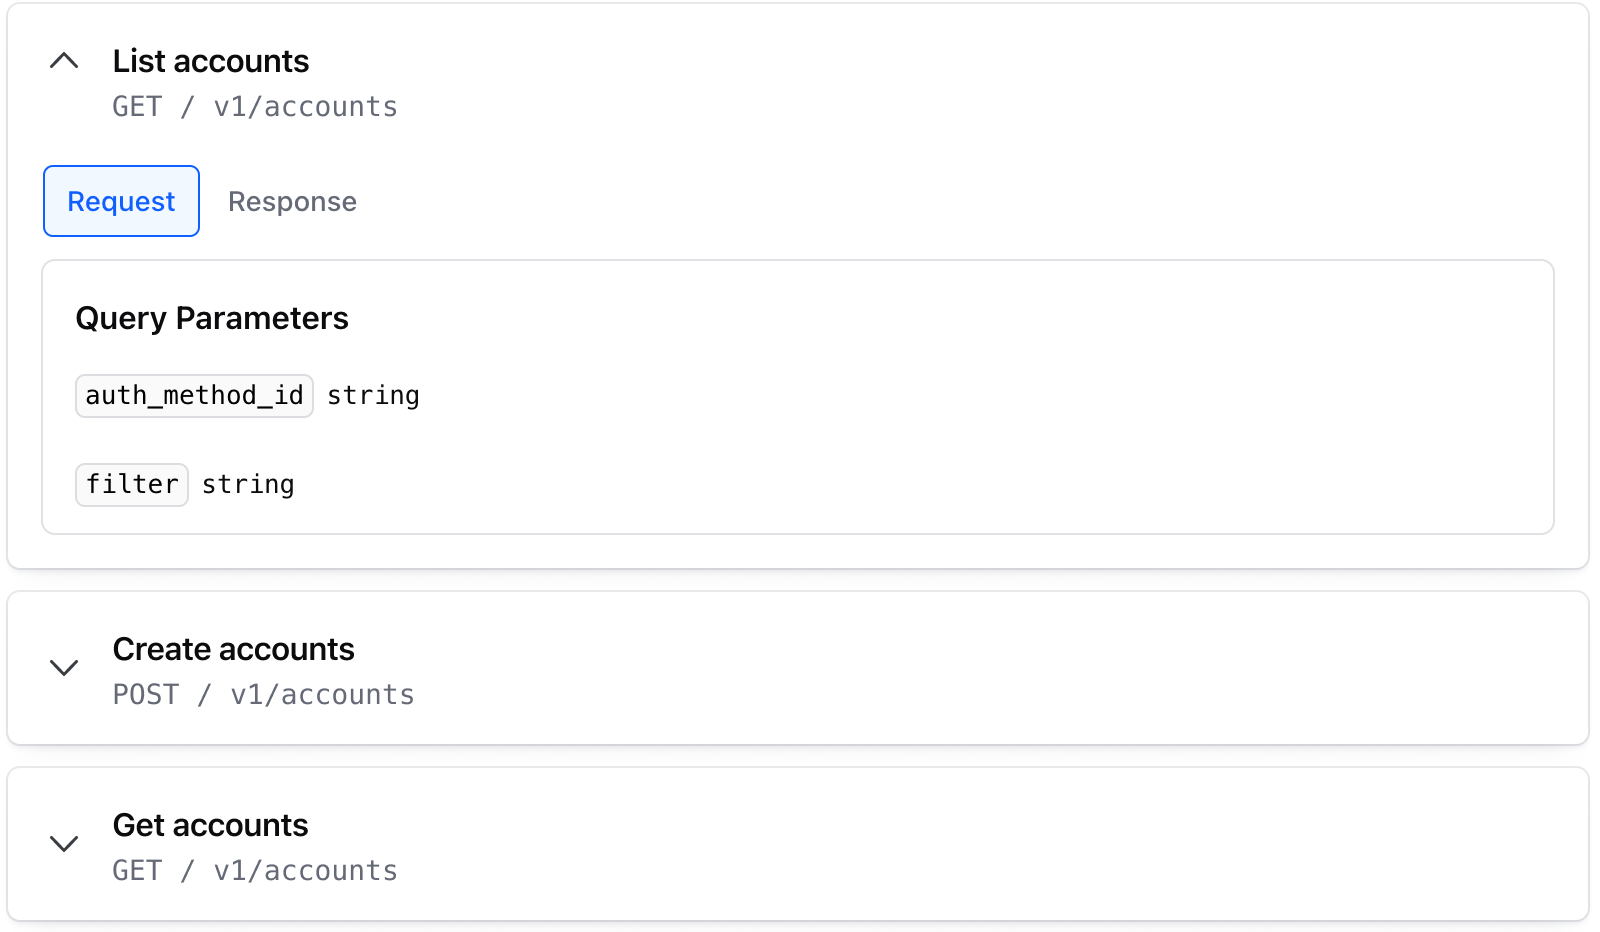 List accounts
GET / v1/accounts
Request Response
Query Parameters
auth_method_id string
filter string
Create accounts
POST / v1/accounts
Get accounts
GET / v1/accounts